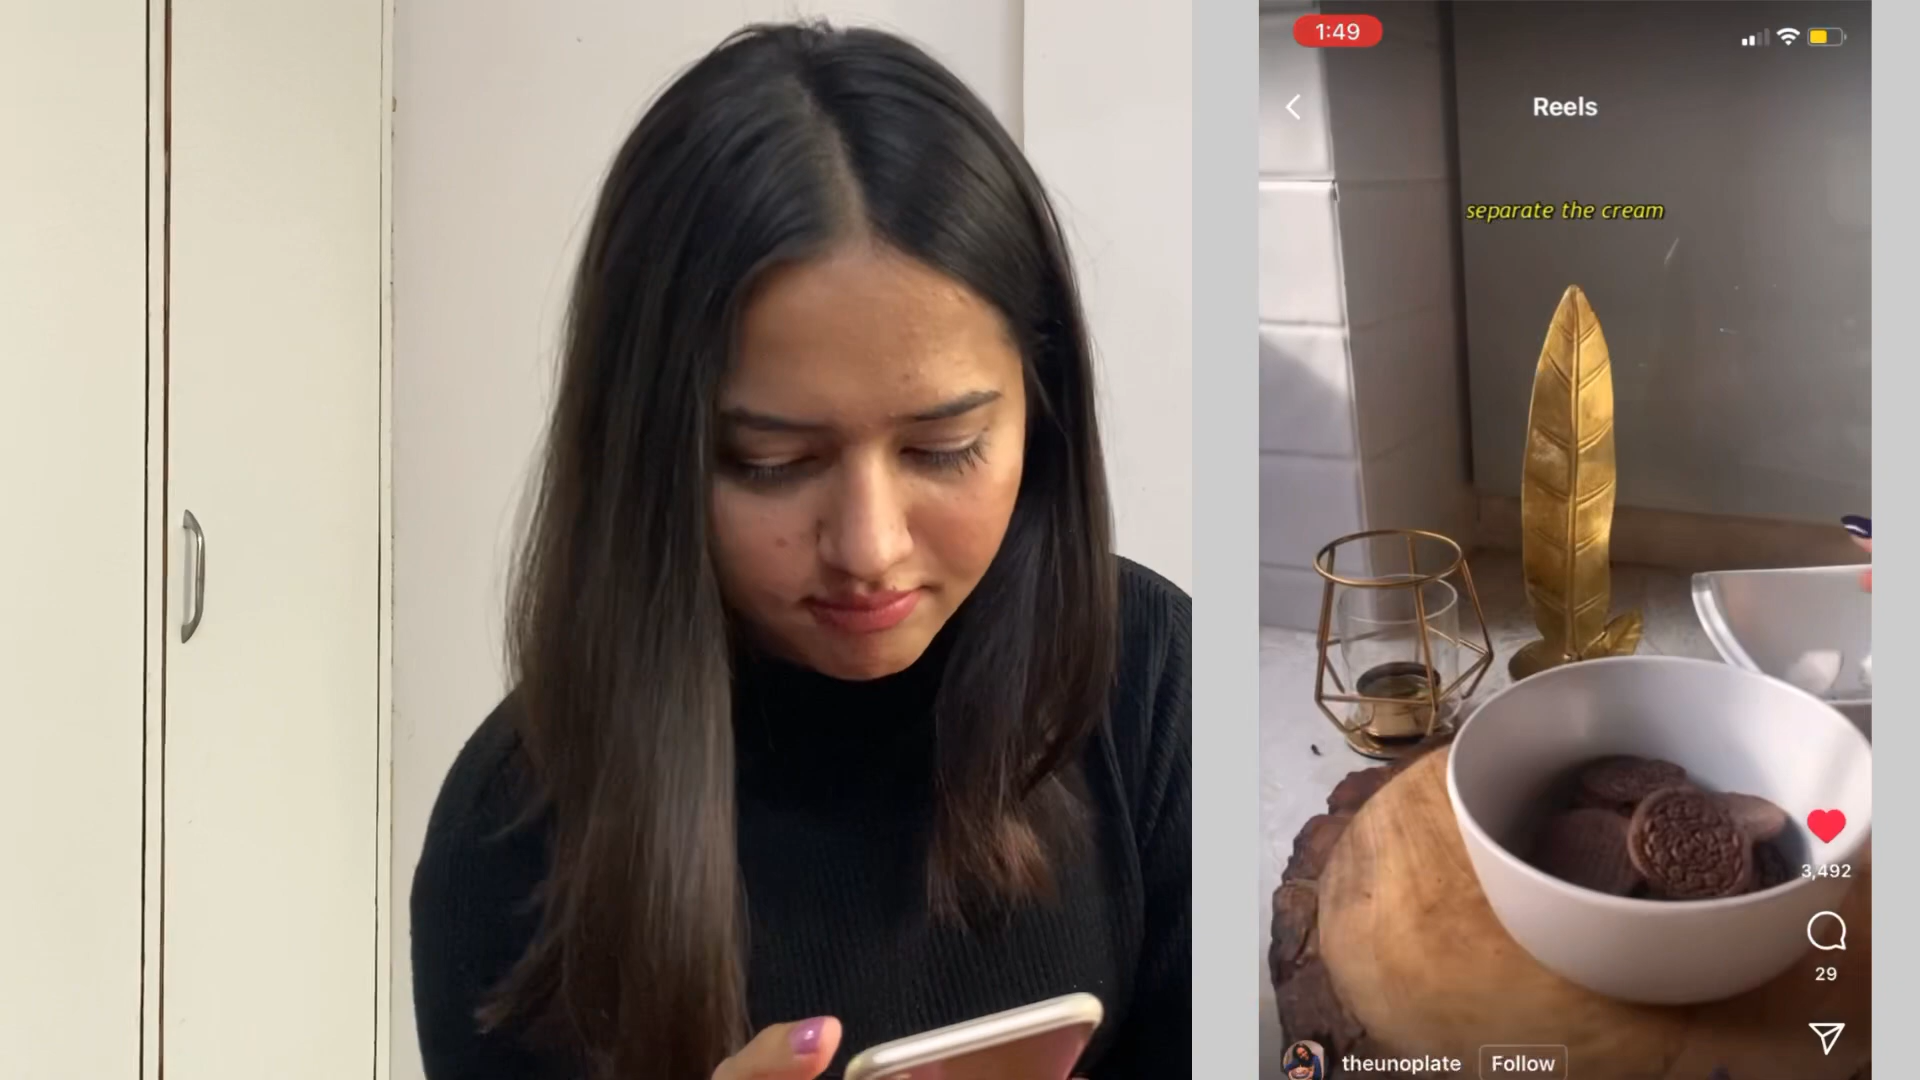 1:49
Reels
separate the cream
3,492
29
theunoplate
Follow